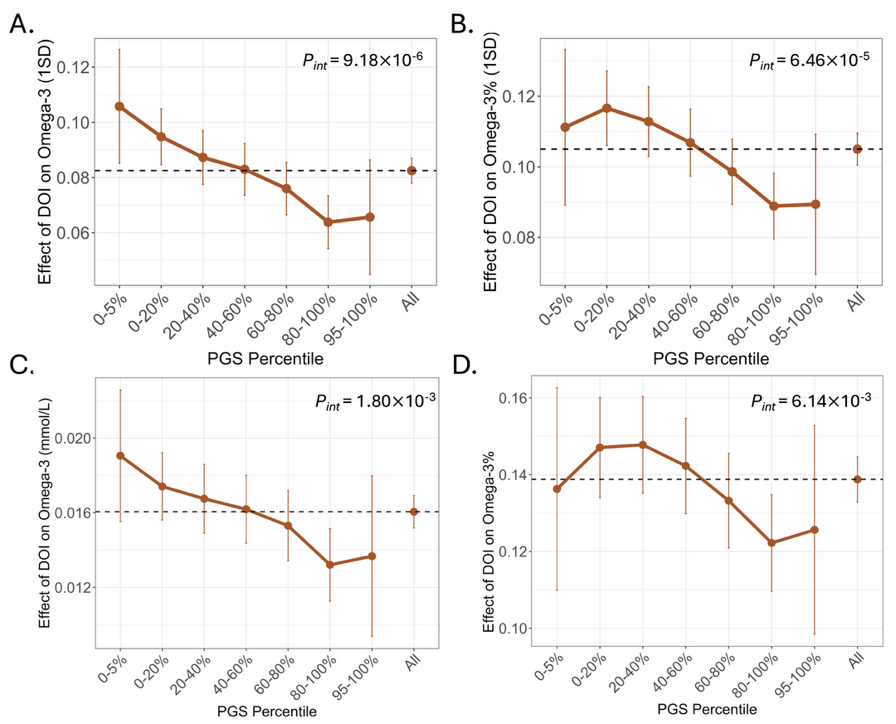 A.
Effect of DOI on Omega-3 (1SD)
0.12
0.10
0.08
0.06
P_int = 9.18×10^-6
0-5%
0-20%
20-40%
40-60%
60-80%
80-100%
95-100%
All
PGS Percentile
B.
Effect of DOI on Omega-3% (1SD)
0.12
0.10
0.08
P_int = 6.46×10^-5
0-5%
0-20%
20-40%
40-60%
60-80%
80-100%
95-100%
All
PGS Percentile
C.
Effect of DOI on Omega-3 (mmol/L)
0.020
0.016
0.012
P_int = 1.80×10^-3
0-5%
0-20%
20-40%
40-60%
60-80%
80-100%
95-100%
All
PGS Percentile
D.
Effect of DOI on Omega-3%
0.16
0.14
0.12
0.10
P_int = 6.14×10^-3
0-5%
0-20%
20-40%
40-60%
60-80%
80-100%
95-100%
All
PGS Percentile